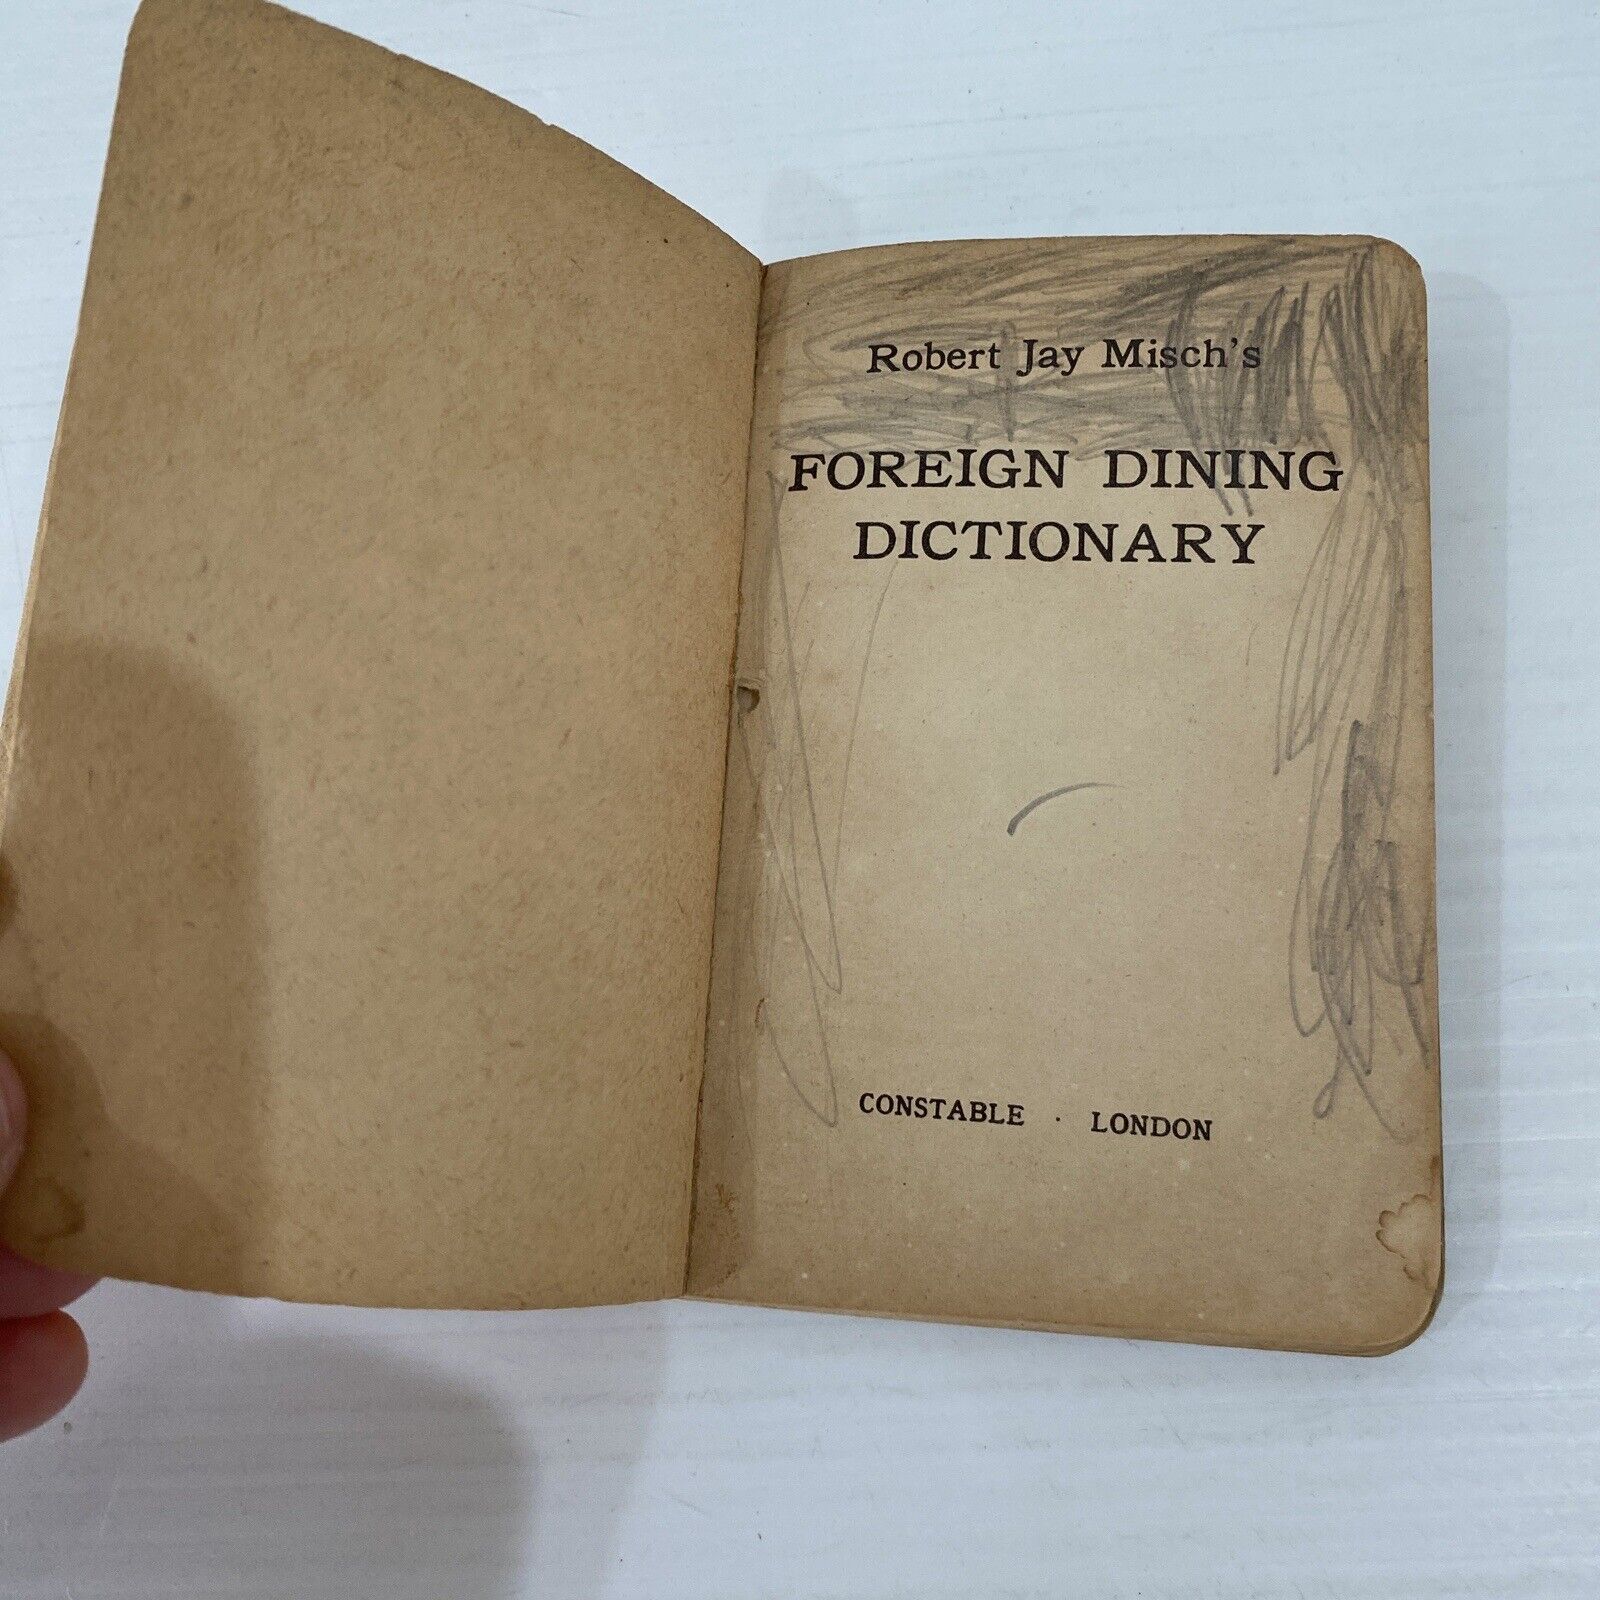 Robert Jay Misch's
FOREIGN DINING
DICTIONARY
CONSTABLE · LONDON